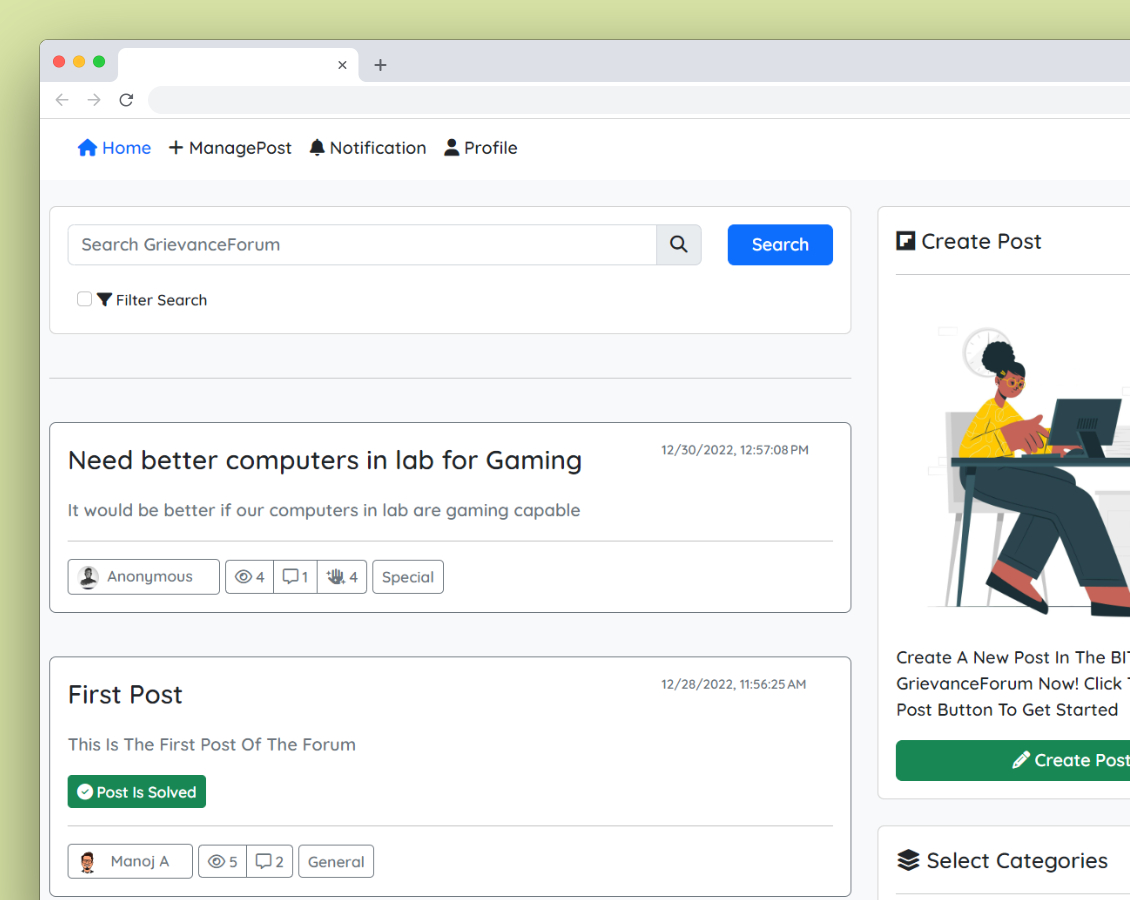 Home ManagePost Notification Profile
Search GrievanceForum Search
Filter Search
Need better computers in lab for Gaming 12/30/2022, 12:57:08 PM
It would be better if our computers in lab are gaming capable
Anonymous 4 1 4 Special
First Post 12/28/2022, 11:56:25 AM
This Is The First Post Of The Forum
Post Is Solved
Manoj A 5 2 General
Create Post
Create A New Post In The
GrievanceForum Now! Click
Post Button To Get Started
Create Post
Select Categories